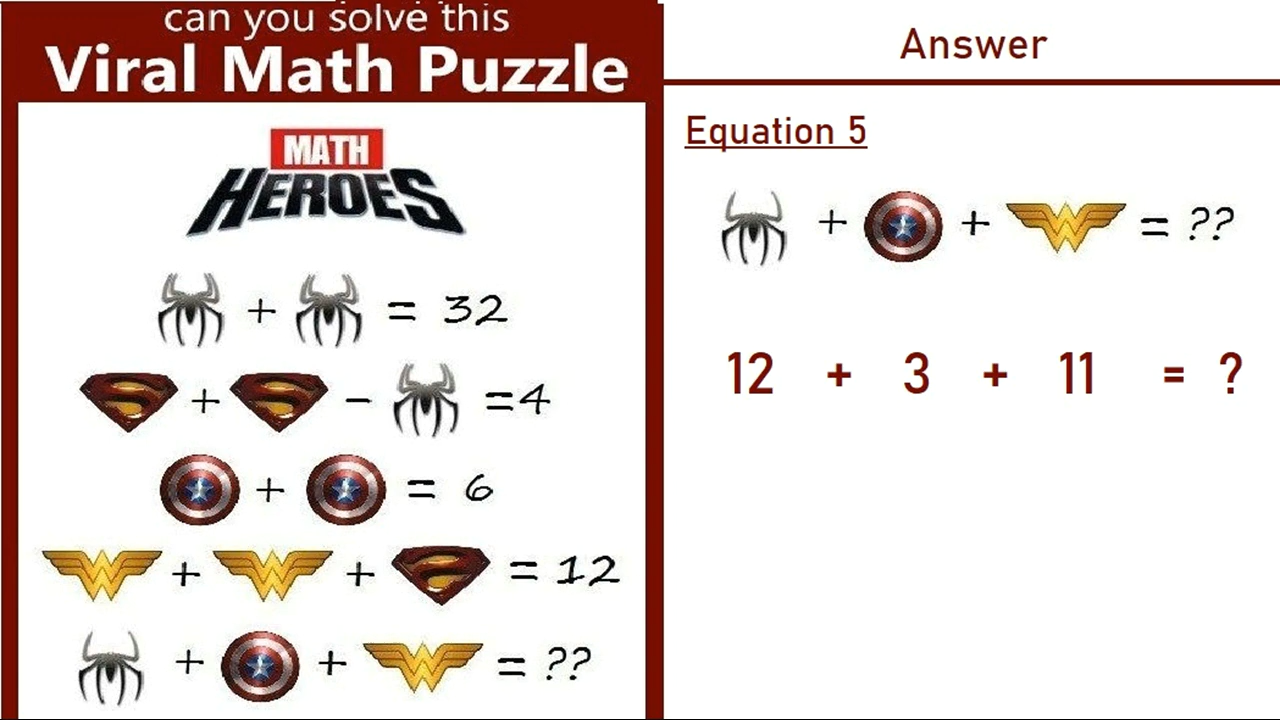 can you solve this
Viral Math Puzzle
MATH
HEROES
+ = 32
+ - =4
+ = 6
+ + = 12
+ + = ??
Answer
Equation 5
+ + = ??
12 + 3 + 11 = ?